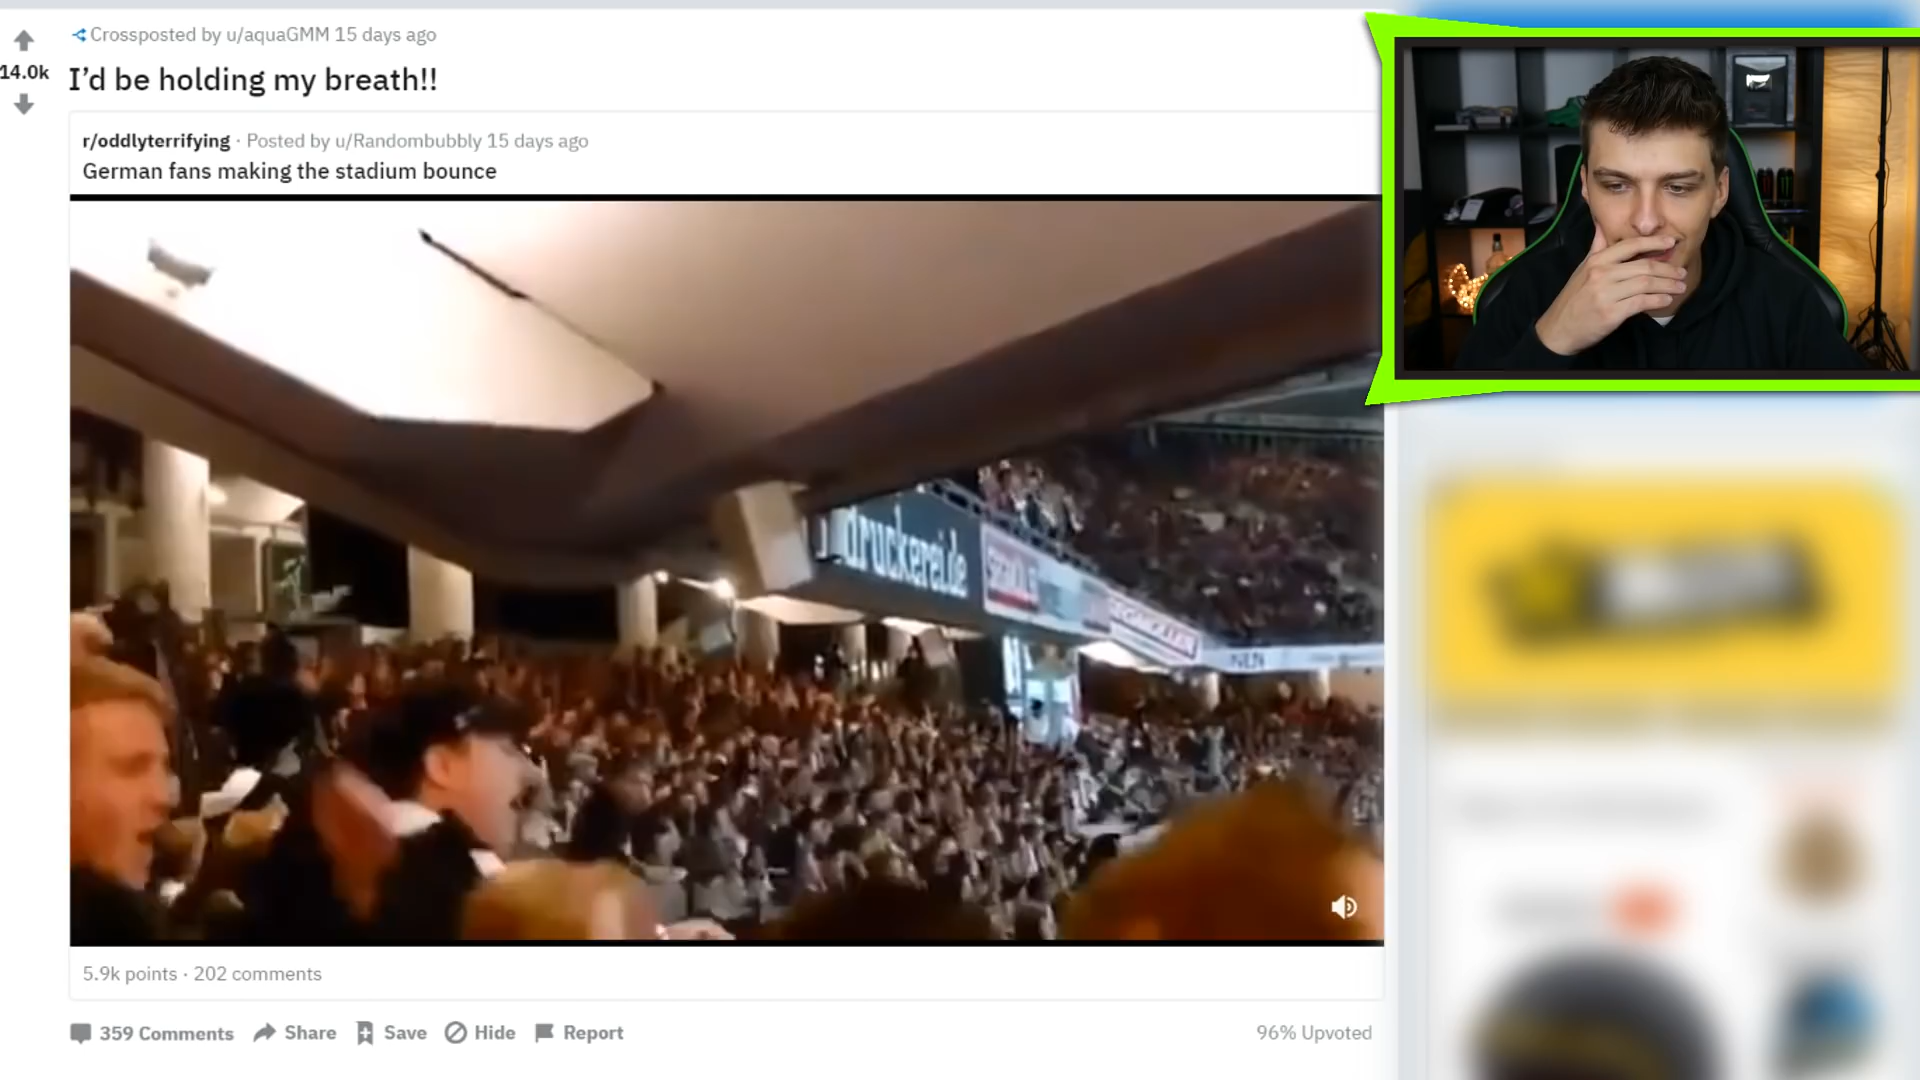 Crossposted by u/aquaGMM 15 days ago
14.0k
I'd be holding my breath!!
r/oddlyterrifying · Posted by u/Randombubbly 15 days ago
German fans making the stadium bounce
druckerei.de
5.9k points · 202 comments
359 Comments Share Save Hide Report
96% Upvoted